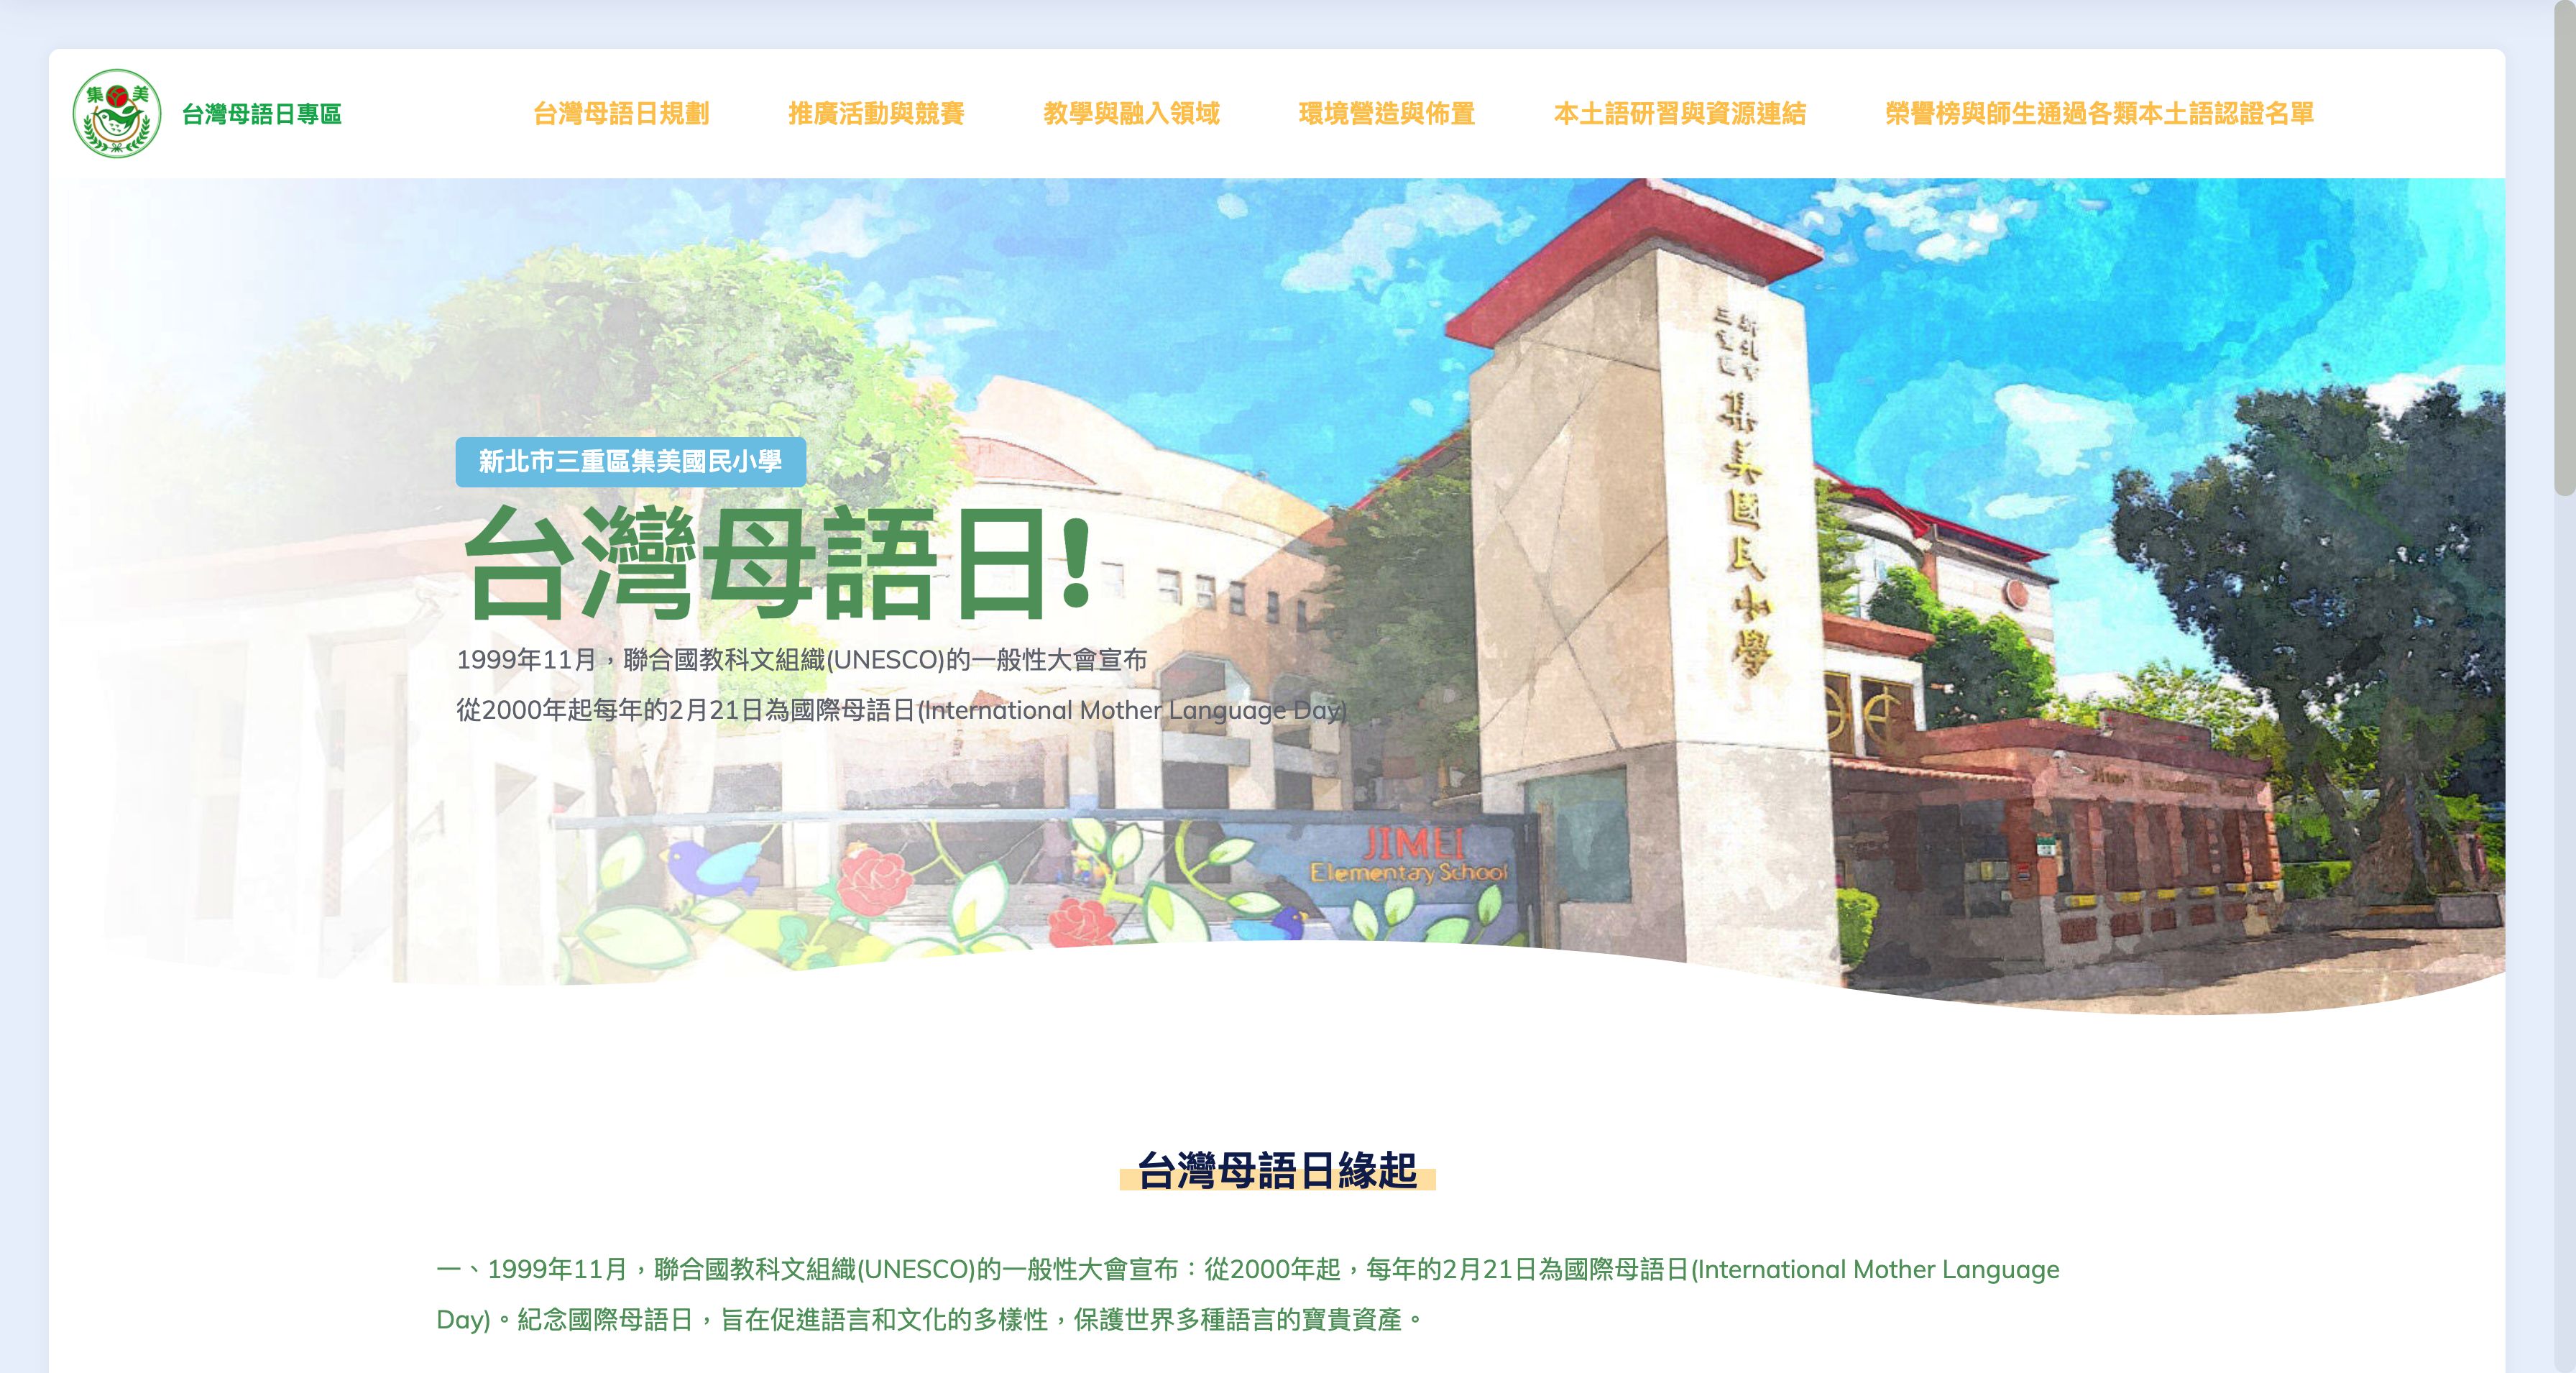 集美
台灣母語日專區
台灣母語日規劃
推廣活動與競賽
教學與融入領域
環境營造與佈置
本土語研習與資源連結
榮譽榜與師生通過各類本土語認證名單
新北市
三重區
集美國民小學
新北市三重區集美國民小學
台灣母語日!
1999年11月，聯合國教科文組織(UNESCO)的一般性大會宣布
從2000年起每年的2月21日為國際母語日(International Mother Language Day)
JIMEI
Elementary School
台灣母語日緣起
一、1999年11月，聯合國教科文組織(UNESCO)的一般性大會宣布：從2000年起，每年的2月21日為國際母語日(International Mother Language
Day)。紀念國際母語日，旨在促進語言和文化的多樣性，保護世界多種語言的寶貴資產。